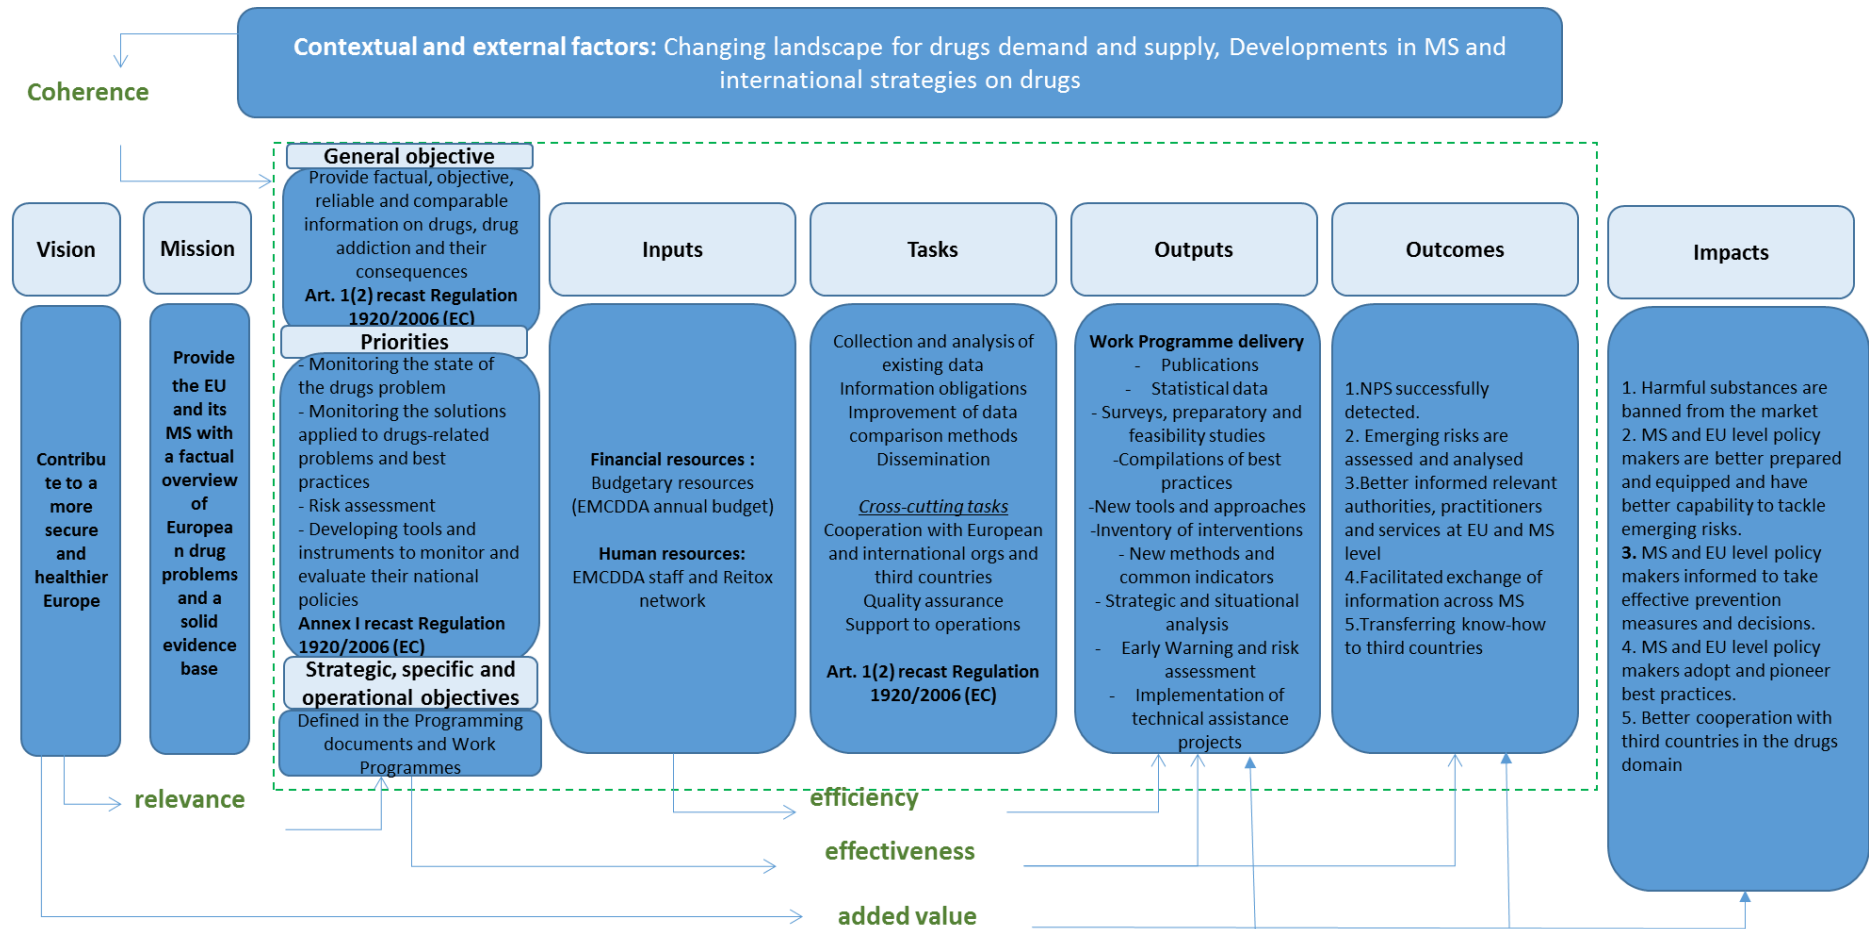 Contextual and external factors: Changing landscape for drugs demand and supply, Developments in MS and
international strategies on drugs
Coherence
Vision
Contribu
te to a
more
secure
and
healthier
Europe
Mission
Provide
the EU
and its
MS with
a factual
overview
of
Europea
n drug
problems
and a
solid
evidence
base
General objective
Provide factual, objective,
reliable and comparable
information on drugs, drug
addiction and their
consequences
Art. 1(2) recast Regulation
1920/2006 (EC)
Priorities
- Monitoring the state of
the drugs problem
- Monitoring the solutions
applied to drugs-related
problems and best
practices
- Risk assessment
- Developing tools and
instruments to monitor and
evaluate their national
policies
Annex I recast Regulation
1920/2006 (EC)
Strategic, specific and
operational objectives
Defined in the Programming
documents and Work
Programmes
Inputs
Financial resources :
Budgetary resources
(EMCDDA annual budget)
Human resources:
EMCDDA staff and Reitox
network
Tasks
Collection and analysis of
existing data
Information obligations
Improvement of data
comparison methods
Dissemination
Cross-cutting tasks
Cooperation with European
and international orgs and
third countries
Quality assurance
Support to operations
Art. 1(2) recast Regulation
1920/2006 (EC)
Outputs
Work Programme delivery
- Publications
- Statistical data
- Surveys, preparatory and
feasibility studies
-Compilations of best
practices
-New tools and approaches
-Inventory of interventions
- New methods and
common indicators
- Strategic and situational
analysis
- Early Warning and risk
assessment
- Implementation of
technical assistance
projects
Outcomes
1.NPS successfully
detected.
2. Emerging risks are
assessed and analysed
3.Better informed relevant
authorities, practitioners
and services at EU and MS
level
4.Facilitated exchange of
information across MS
5.Transferring know-how
to third countries
Impacts
1. Harmful substances are
banned from the market
2. MS and EU level policy
makers are better prepared
and equipped and have
better capability to tackle
emerging risks.
3. MS and EU level policy
makers informed to take
effective prevention
measures and decisions.
4. MS and EU level policy
makers adopt and pioneer
best practices.
5. Better cooperation with
third countries in the drugs
domain
relevance
efficiency
effectiveness
added value